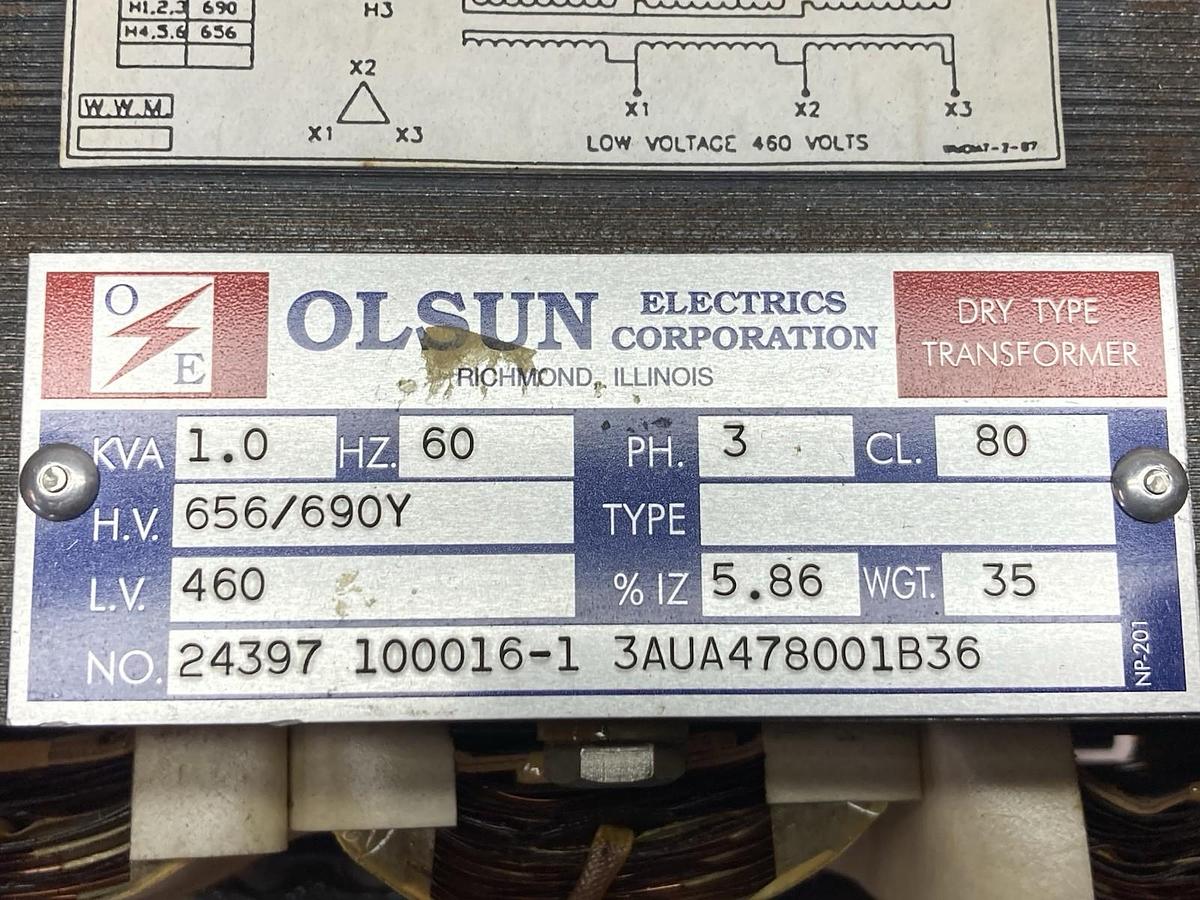 H1,2,3 690
H4,5,6 656
H3
X2
X1 X3
W.W.M.
X1 X2 X3
LOW VOLTAGE 460 VOLTS
O
E
OLSUN ELECTRICS CORPORATION
RICHMOND, ILLINOIS
DRY TYPE
TRANSFORMER
KVA 1.0 HZ. 60 PH. 3 CL. 80
H.V. 656/690Y TYPE
L.V. 460 % IZ 5.86 WGT. 35
NO. 24397 100016-1 3AUA478001B36
NP-201